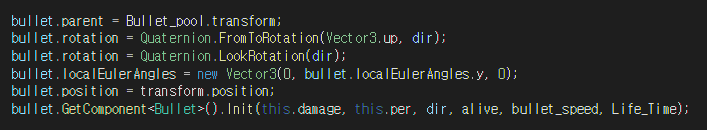 bullet.parent = Bullet_pool.transform;
bullet.rotation = Quaternion.FromToRotation(Vector3.up, dir);
bullet.rotation = Quaternion.LookRotation(dir);
bullet.localEulerAngles = new Vector3(0, bullet.localEulerAngles.y, 0);
bullet.position = transform.position;
bullet.GetComponent<Bullet>().Init(this.damage, this.per, dir, alive, bullet_speed, Life_Time);